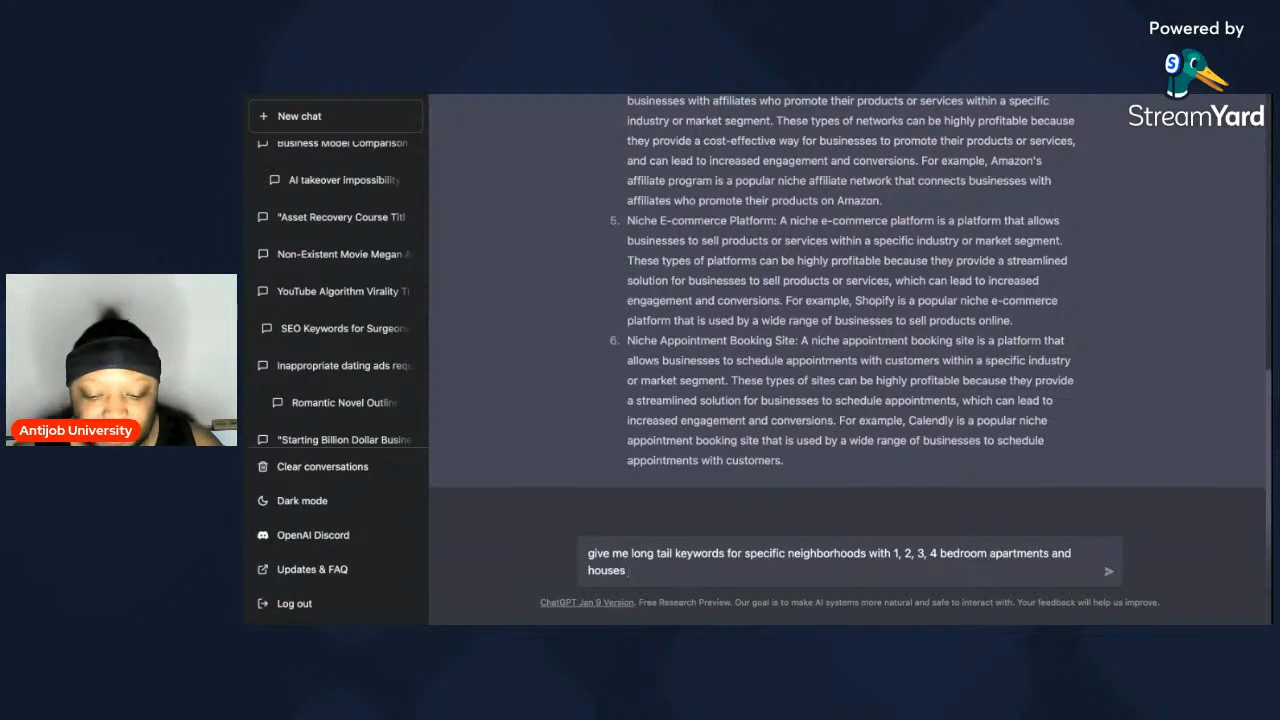 Powered by
StreamYard
New chat
Business Model Comparison
AI takeover impossibility
"Asset Recovery Course Titl
Non-Existent Movie Megan A
YouTube Algorithm Virality Ti
SEO Keywords for Surgeon
Inappropriate dating ads requ
Romantic Novel Outlin
"Starting Billion Dollar Busine
Clear conversations
Dark mode
OpenAI Discord
Updates & FAQ
Log out
businesses with affiliates who promote their products or services within a specific
industry or market segment. These types of networks can be highly profitable because
they provide a cost-effective way for businesses to promote their products or services,
and can lead to increased engagement and conversions. For example, Amazon's
affiliate program is a popular niche affiliate network that connects businesses with
affiliates who promote their products on Amazon.
5. Niche E-commerce Platform: A niche e-commerce platform is a platform that allows
businesses to sell products or services within a specific industry or market segment.
These types of platforms can be highly profitable because they provide a streamlined
solution for businesses to sell products or services, which can lead to increased
engagement and conversions. For example, Shopify is a popular niche e-commerce
platform that is used by a wide range of businesses to sell products online.
6. Niche Appointment Booking Site: A niche appointment booking site is a platform that
allows businesses to schedule appointments with customers within a specific industry
or market segment. These types of sites can be highly profitable because they provide
a streamlined solution for businesses to schedule appointments, which can lead to
increased engagement and conversions. For example, Calendly is a popular niche
appointment booking site that is used by a wide range of businesses to schedule
appointments with customers.
give me long tail keywords for specific neighborhoods with 1, 2, 3, 4 bedroom apartments and
houses
ChatGPT Jan 9 Version. Free Research Preview. Our goal is to make AI systems more natural and safe to interact with. Your feedback will help us improve.
Antijob University